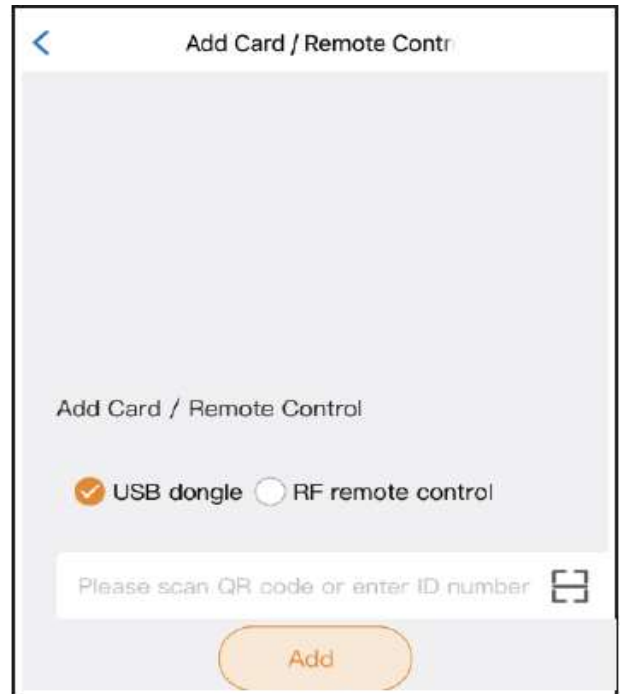 Add Card / Remote Contr
Add Card / Remote Control
USB dongle RF remote control
Please scan QR code or enter ID number
Add